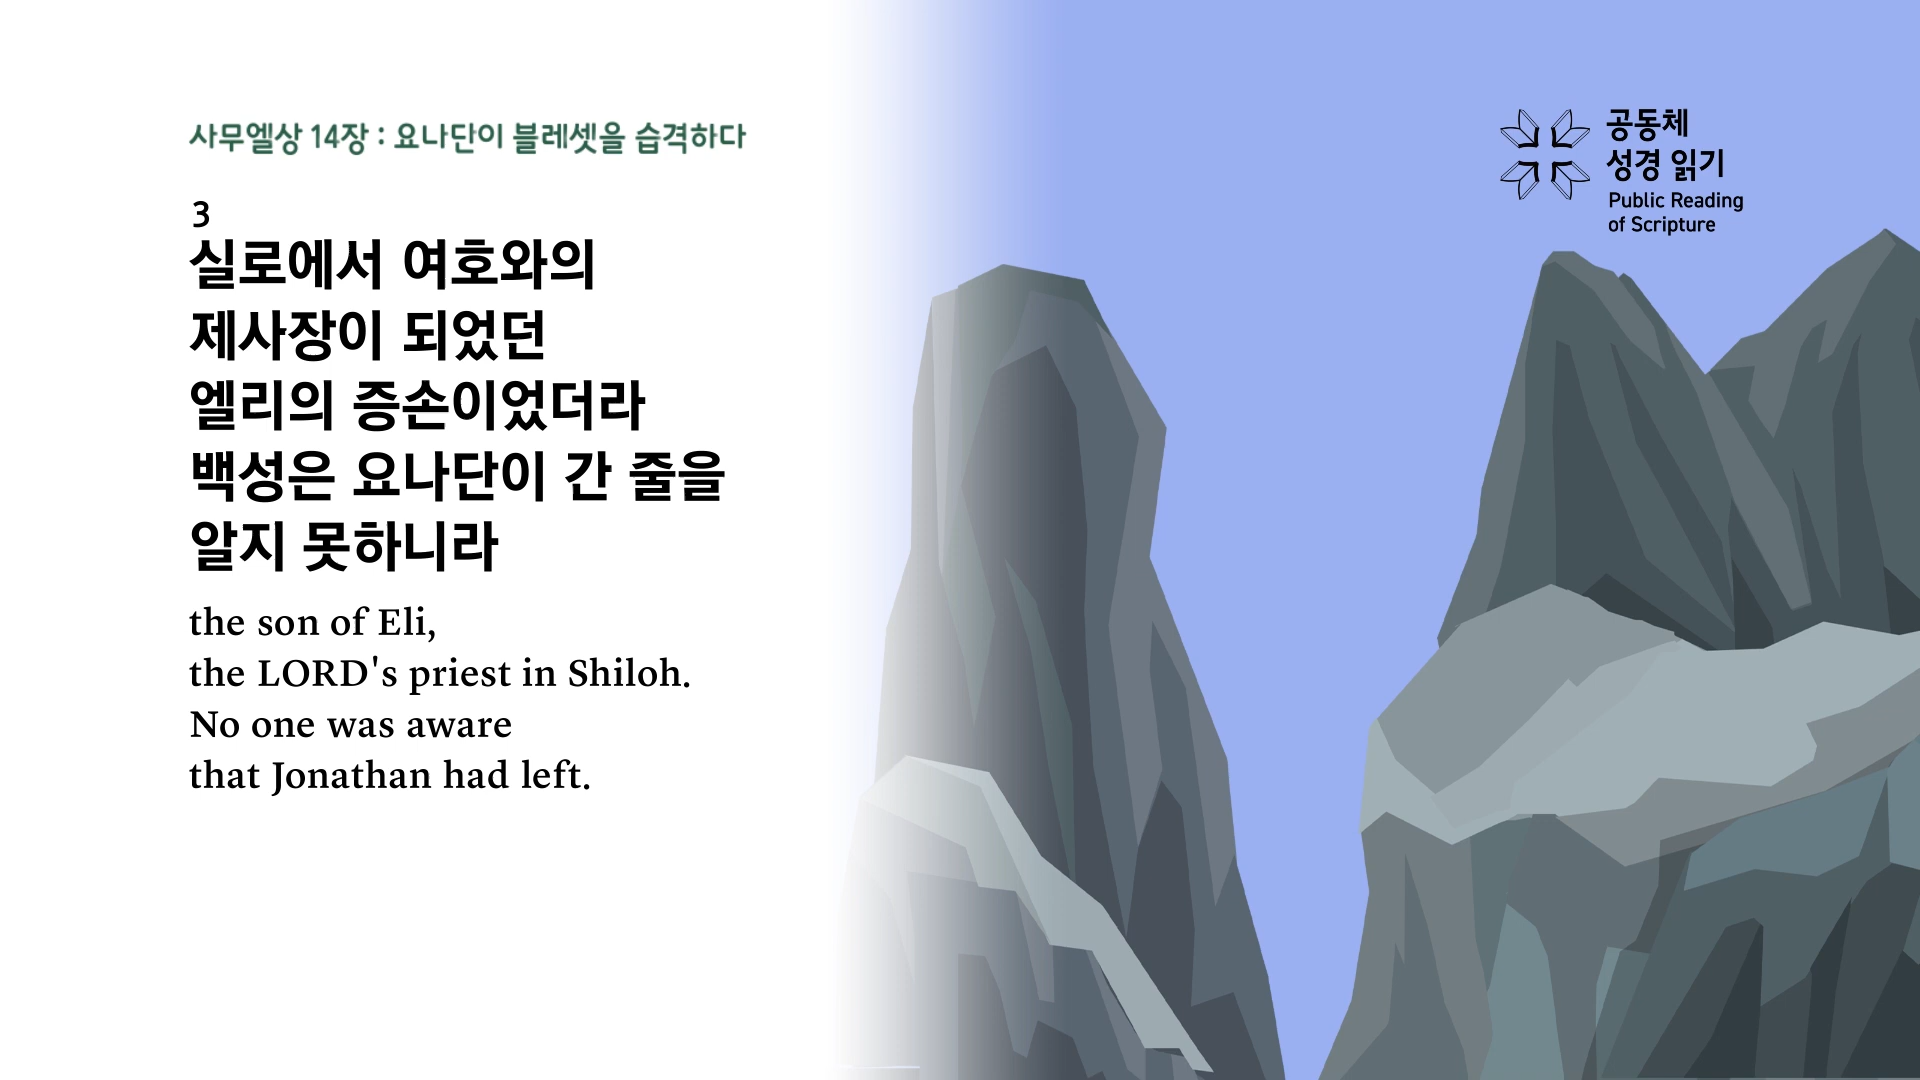 사무엘상 14장 : 요나단이 블레셋을 습격하다
3
실로에서 여호와의
제사장이 되었던
엘리의 증손이었더라
백성은 요나단이 간 줄을
알지 못하니라
the son of Eli,
the LORD's priest in Shiloh.
No one was aware
that Jonathan had left.
공동체
성경 읽기
Public Reading
of Scripture